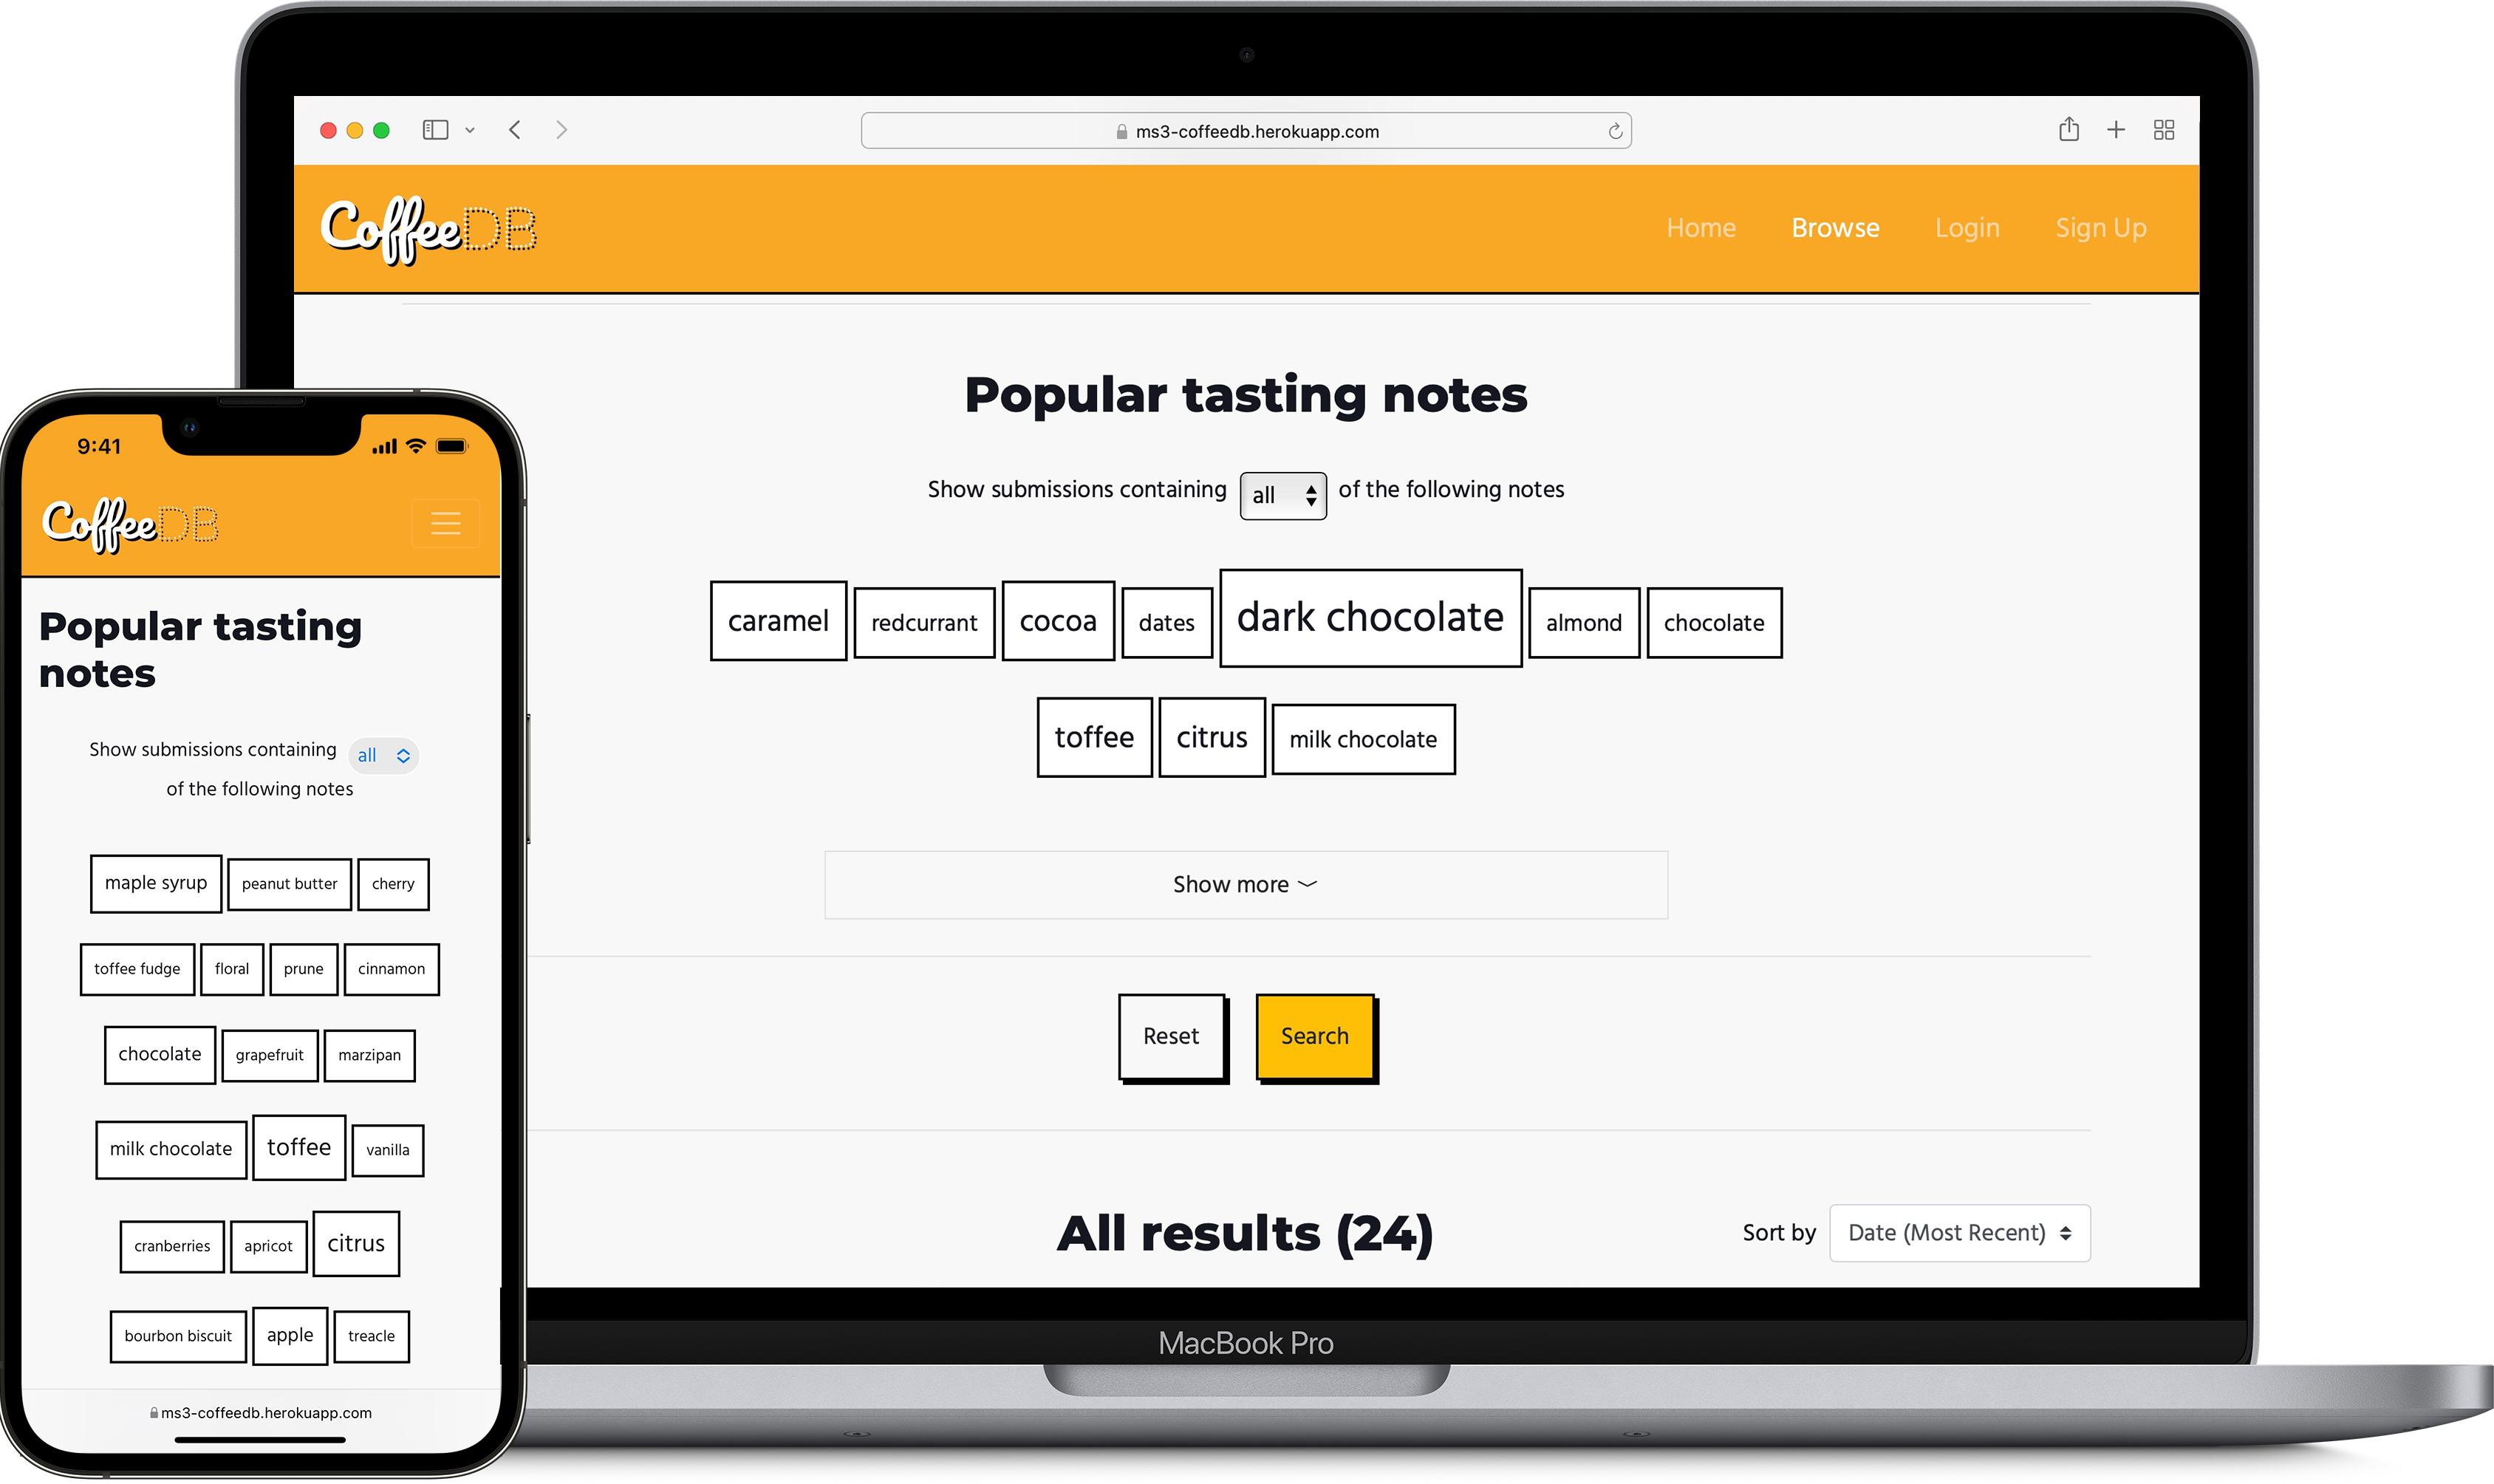 ms3-coffeedb.herokuapp.com
CoffeeDB
Home Browse Login Sign Up
Popular tasting notes
Show submissions containing all of the following notes
caramel redcurrant cocoa dates dark chocolate almond chocolate
toffee citrus milk chocolate
Show more
Reset Search
All results (24)
Sort by Date (Most Recent)
MacBook Pro
9:41
CoffeeDB
Popular tasting
notes
Show submissions containing all
of the following notes
maple syrup peanut butter cherry
toffee fudge floral prune cinnamon
chocolate grapefruit marzipan
milk chocolate toffee vanilla
cranberries apricot citrus
bourbon biscuit apple treacle
ms3-coffeedb.herokuapp.com